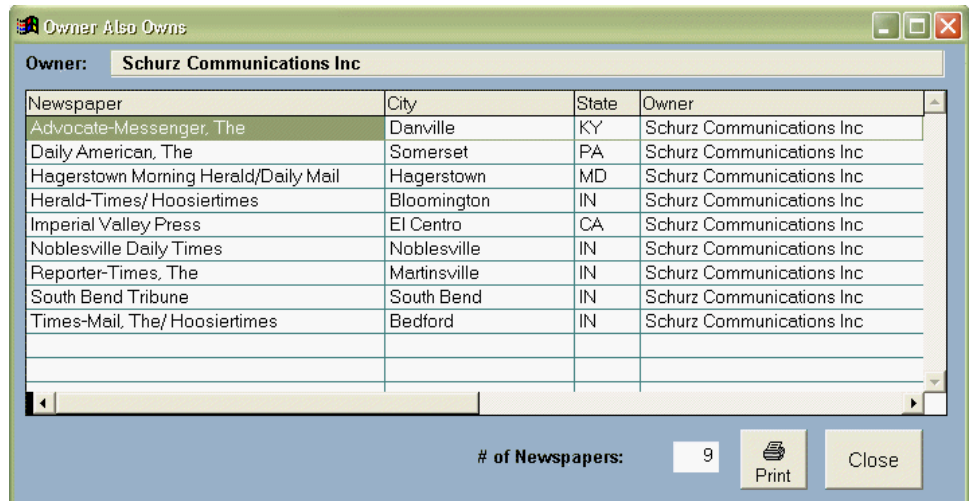 Owner Also Owns
Owner: Schurz Communications Inc
Newspaper City State Owner
Advocate-Messenger, The Danville KY Schurz Communications Inc
Daily American, The Somerset PA Schurz Communications Inc
Hagerstown Morning Herald/Daily Mail Hagerstown MD Schurz Communications Inc
Herald-Times/ Hoosiertimes Bloomington IN Schurz Communications Inc
Imperial Valley Press El Centro CA Schurz Communications Inc
Noblesville Daily Times Noblesville IN Schurz Communications Inc
Reporter-Times, The Martinsville IN Schurz Communications Inc
South Bend Tribune South Bend IN Schurz Communications Inc
Times-Mail, The/ Hoosiertimes Bedford IN Schurz Communications Inc
# of Newspapers: 9 Print Close